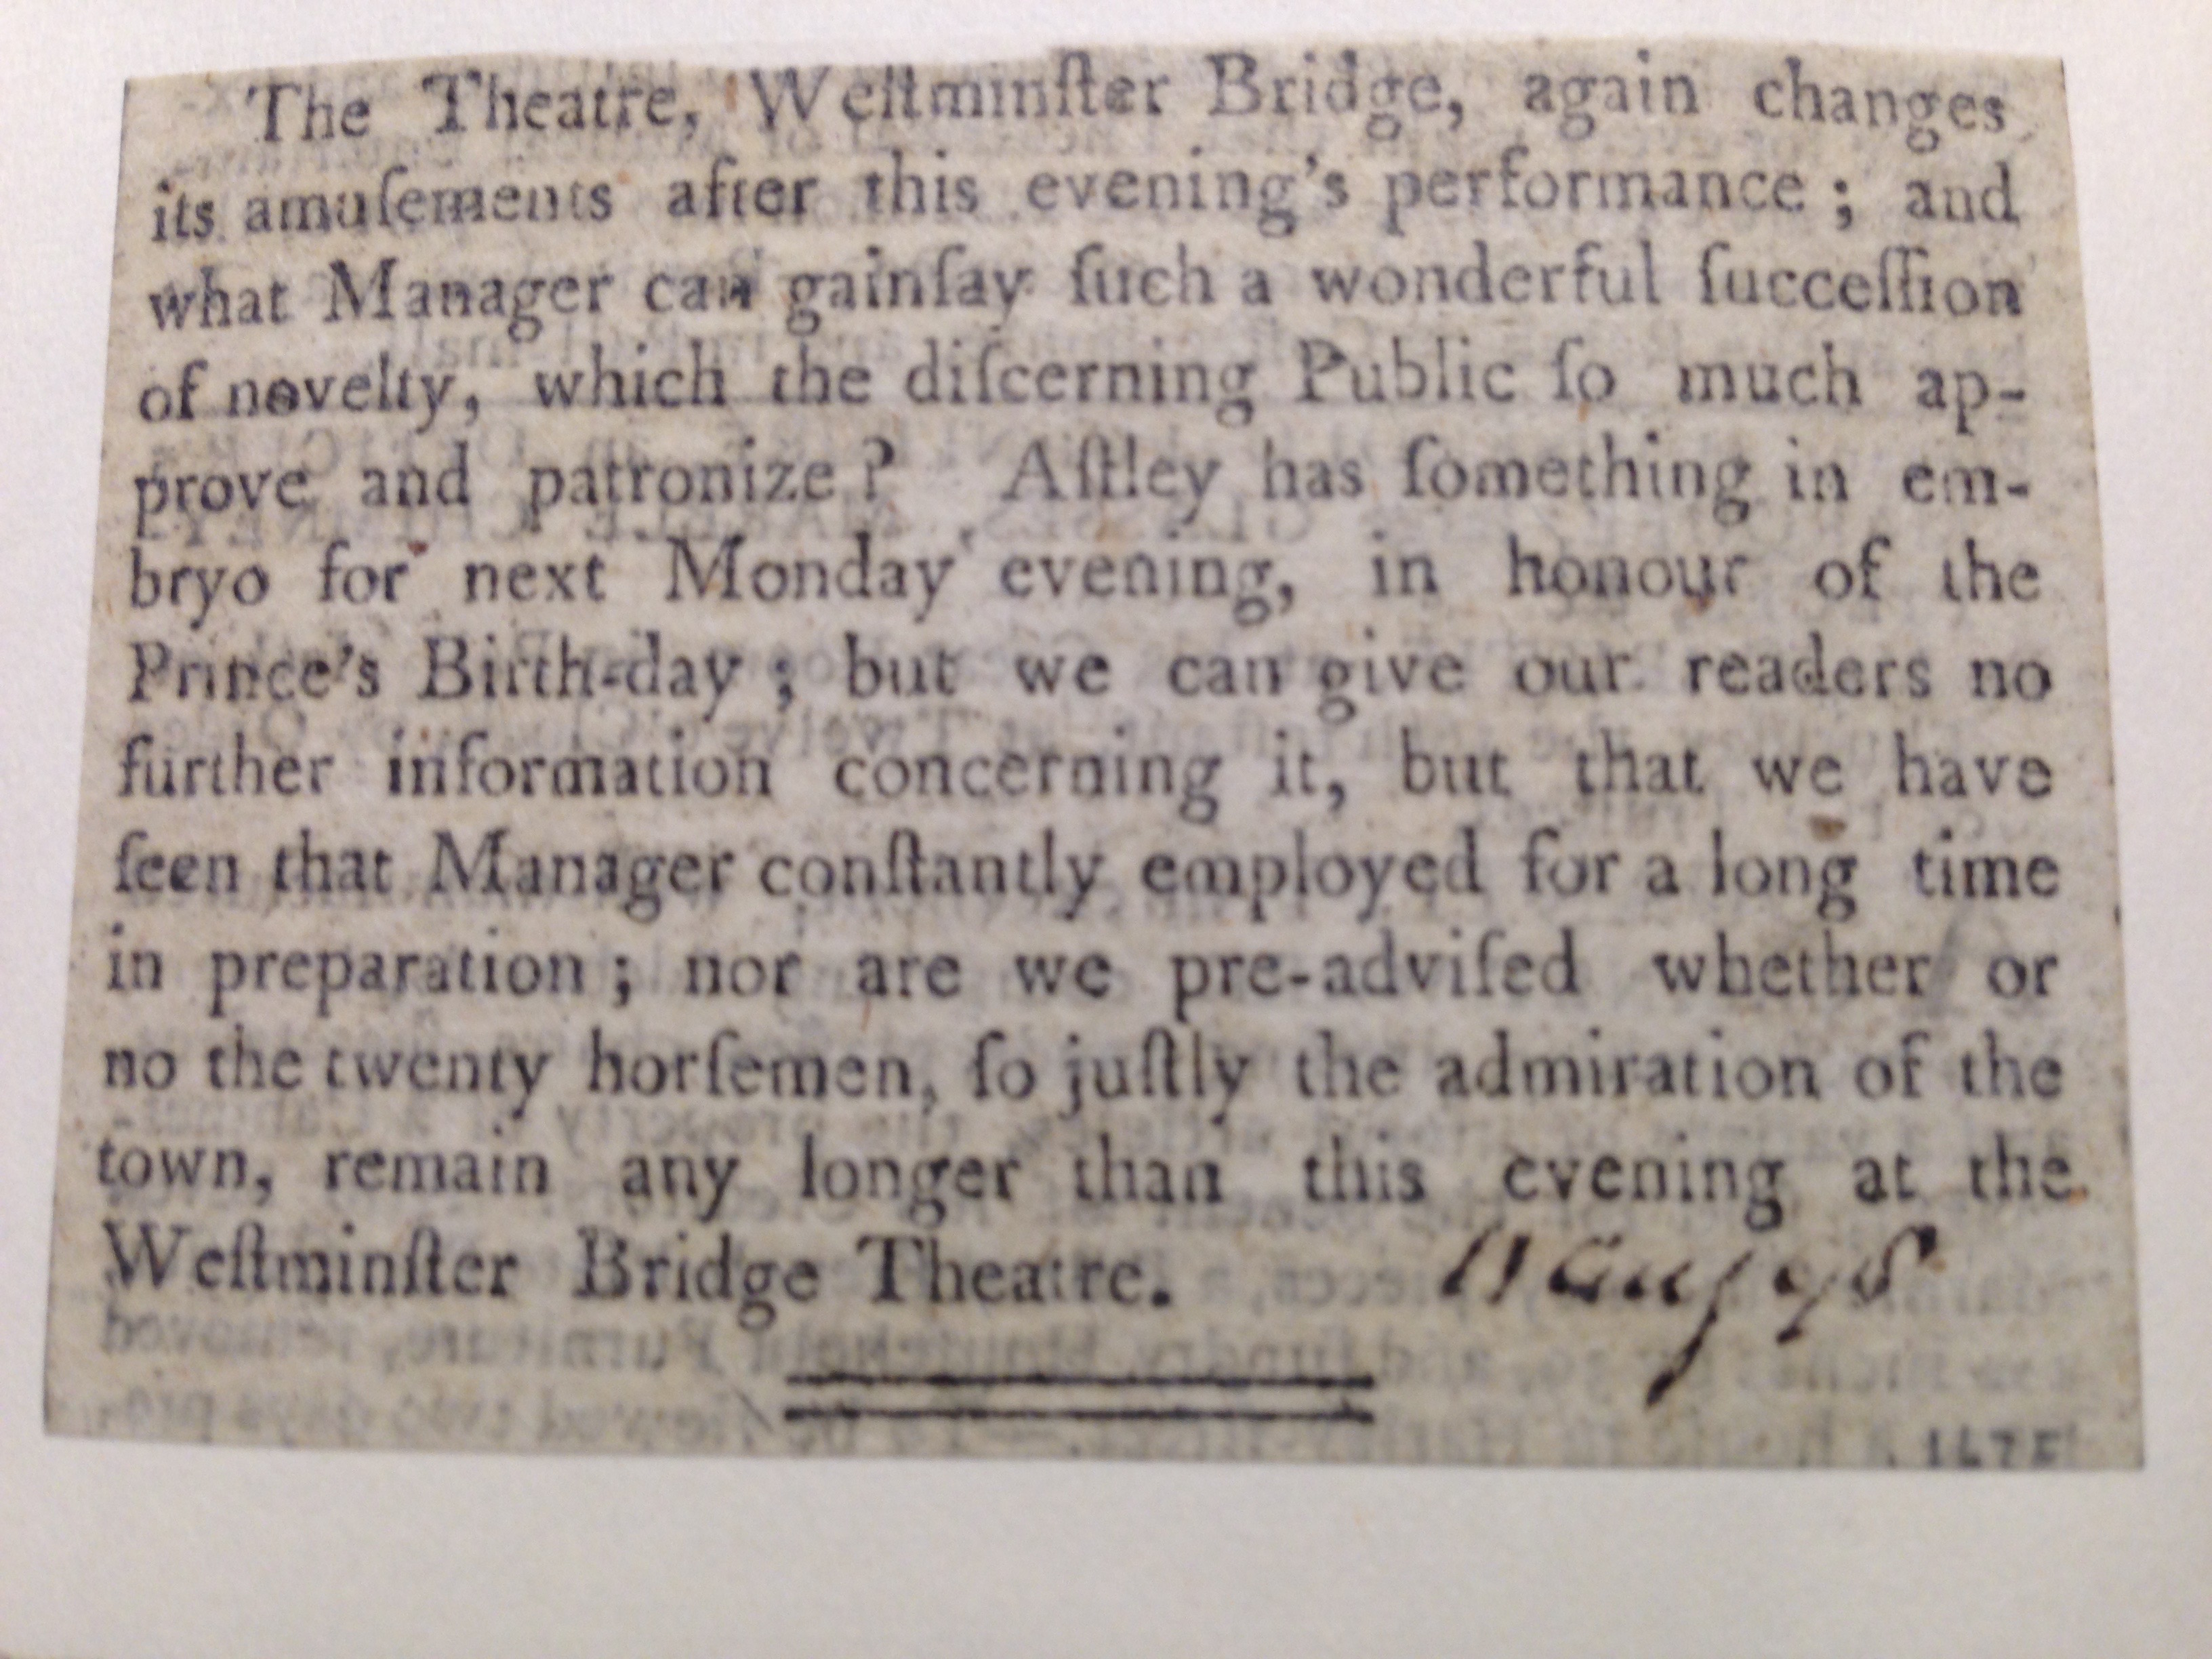 The Theatre, Weſtminſter Bridge, again changes
its amuſements after this evening's performance; and
what Manager can gainſay ſuch a wonderful ſucceſſion
of novelty, which the diſcerning Public ſo much ap-
prove and patronize? Aſtley has ſomething in em-
bryo for next Monday evening, in honour of the
Prince's Birth-day; but we can give our readers no
further information concerning it, but that we have
ſeen that Manager conſtantly employed for a long time
in preparation; nor are we pre-adviſed whether or
no the twenty horſemen, ſo juſtly the admiration of the
town, remain any longer than this evening at the
Weſtminſter Bridge Theatre.